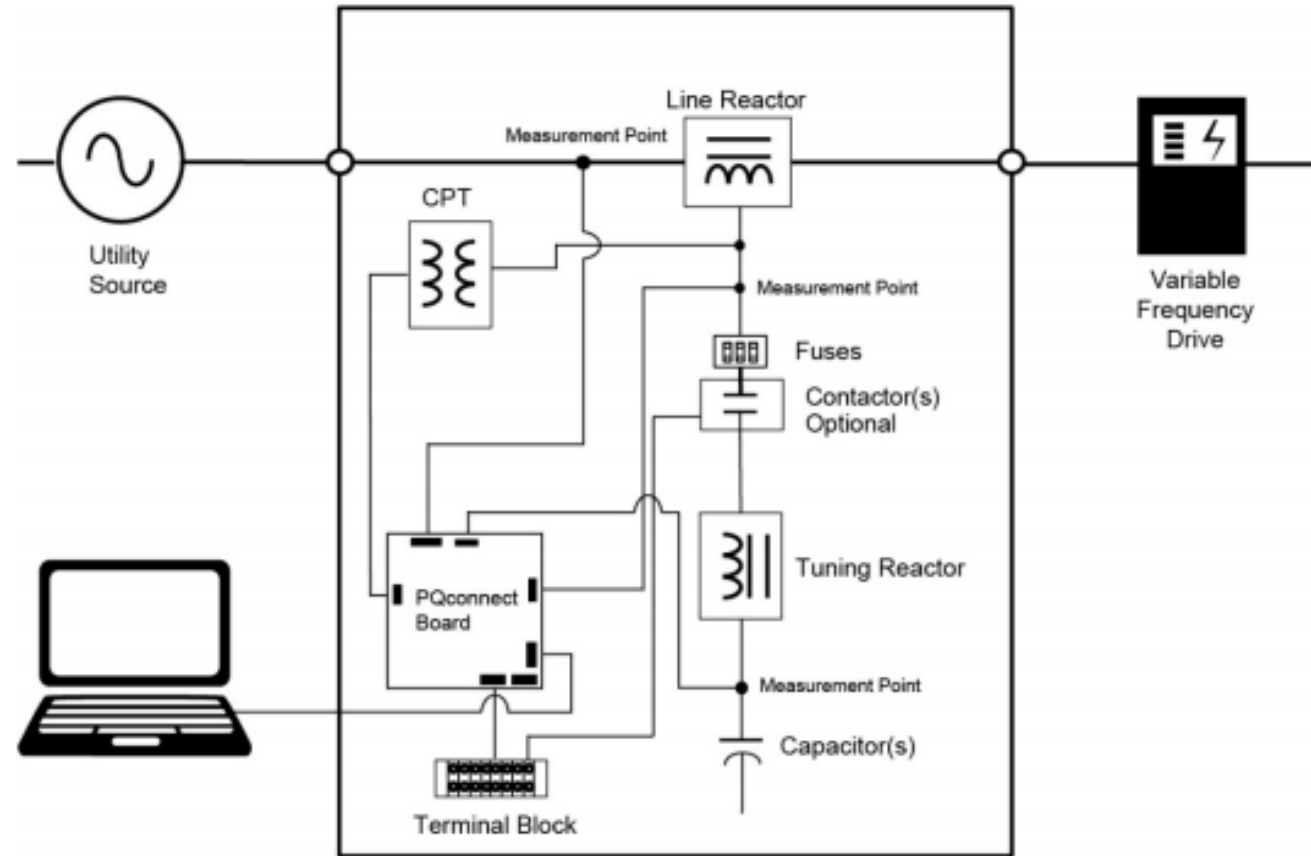 Line Reactor
Measurement Point
CPT
Utility
Source
Measurement Point
Variable
Frequency
Drive
Fuses
Contactor(s)
Optional
Tuning Reactor
PQconnect
Board
Measurement Point
Capacitor(s)
Terminal Block